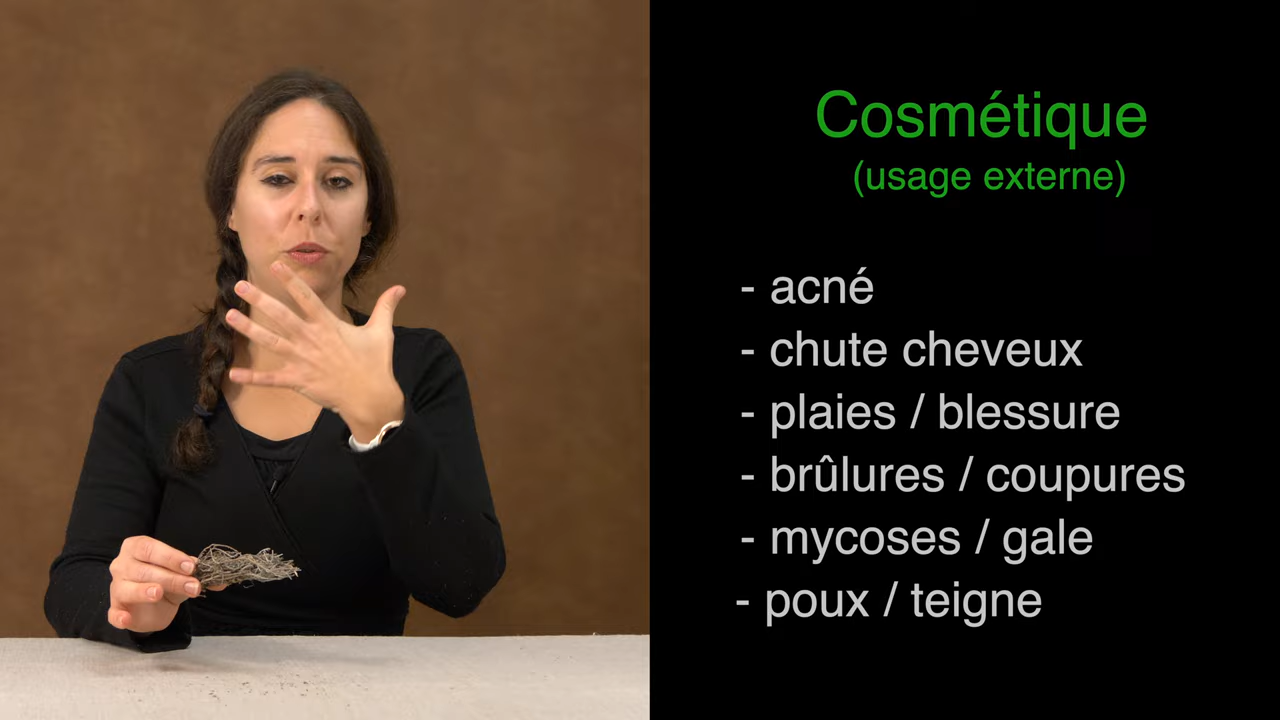 Cosmétique
(usage externe)
- acné
- chute cheveux
- plaies / blessure
- brûlures / coupures
- mycoses / gale
- poux / teigne